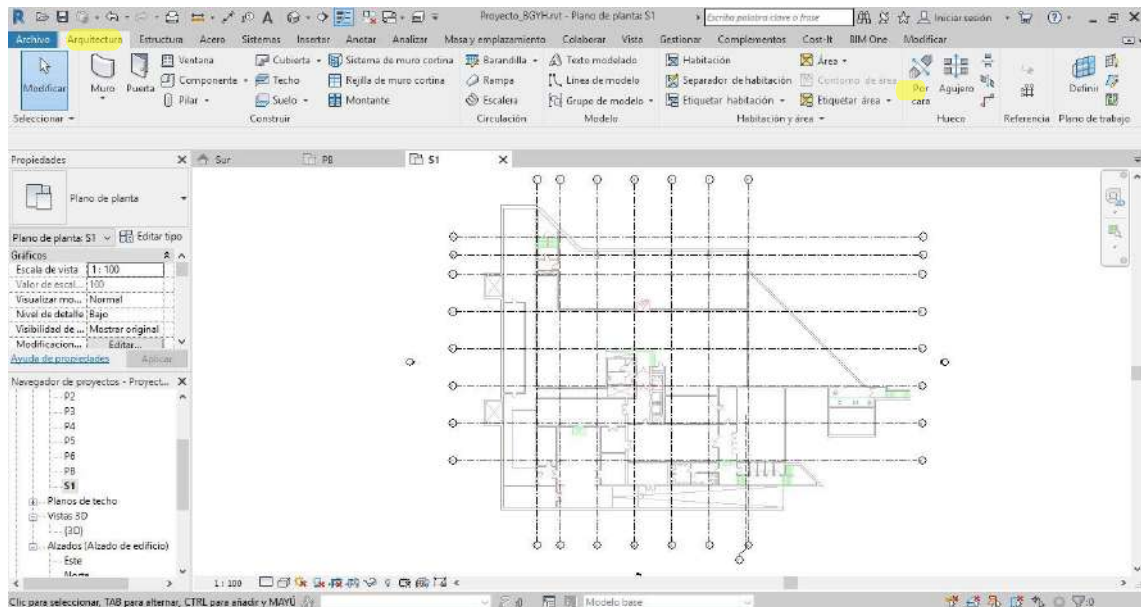 Proyecto_BGYH.rvt - Plano de planta: S1
Escriba palabra clave o frase
Iniciar sesión
Archivo Arquitectura Estructura Acero Sistemas Insertar Anotar Analizar Masa y emplazamiento Colaborar Vista Gestionar Complementos Cost-It BIM One Modificar
Modificar
Muro
Puerta
Ventana
Componente
Pilar
Cubierta
Techo
Suelo
Sistema de muro cortina
Rejilla de muro cortina
Montante
Barandilla
Rampa
Escalera
Texto modelado
Línea de modelo
Grupo de modelo
Habitación
Separador de habitación
Etiquetar habitación
Área
Contorno de área
Etiquetar área
Por cara
Agujero
Definir
Seleccionar
Construir
Circulación
Modelo
Habitación y área
Hueco
Referencia
Plano de trabajo
Propiedades
Sur
PB
S1
Plano de planta
Plano de planta: S1
Editar tipo
Gráficos
Escala de vista 1 : 100
Valor de escal... 100
Visualizar mo... Normal
Nivel de detalle Bajo
Visibilidad de ... Mostrar original
Modificacion... Editar...
Ayuda de propiedades
Aplicar
Navegador de proyectos - Proyect...
P2
P3
P4
P5
P6
PB
S1
Planos de techo
Vistas 3D
{3D}
Alzados (Alzado de edificio)
Este
Norte
1 : 100
Clic para seleccionar, TAB para alternar, CTRL para añadir y MAYÚ
:0
Modelo base
:0